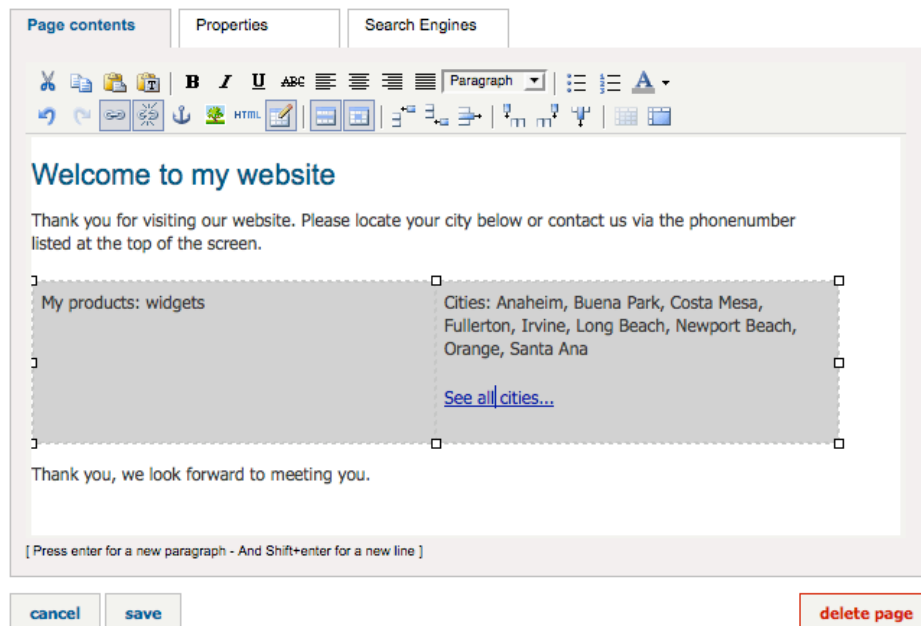 Page contents
Properties
Search Engines
B I U ABC Paragraph A
HTML
Welcome to my website
Thank you for visiting our website. Please locate your city below or contact us via the phonenumber
listed at the top of the screen.
My products: widgets
Cities: Anaheim, Buena Park, Costa Mesa,
Fullerton, Irvine, Long Beach, Newport Beach,
Orange, Santa Ana
See all cities...
Thank you, we look forward to meeting you.
[ Press enter for a new paragraph - And Shift+enter for a new line ]
cancel
save
delete page